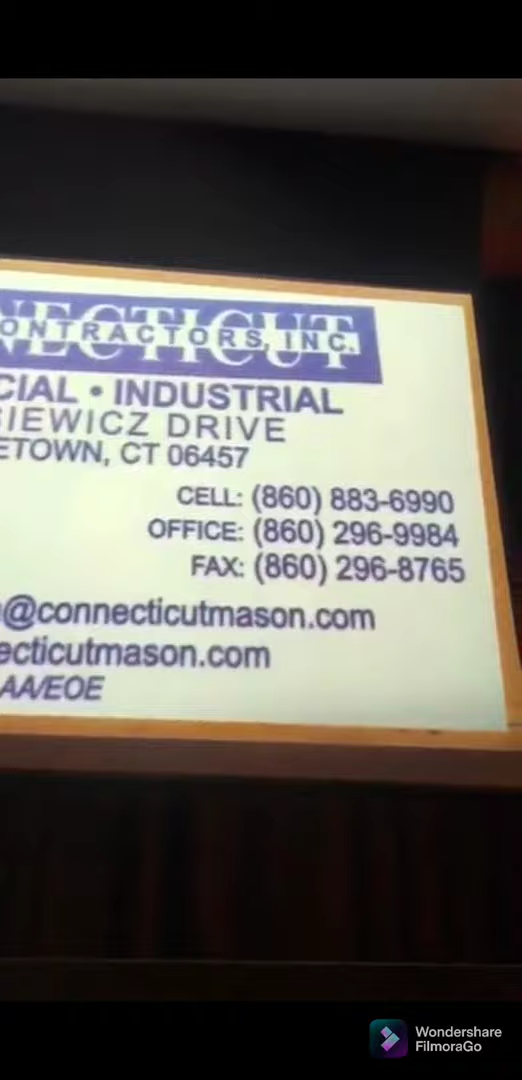 NECTICUT
ONTRACTORS, INC.
CIAL • INDUSTRIAL
IEWICZ DRIVE
ETOWN, CT 06457
CELL: (860) 883-6990
OFFICE: (860) 296-9984
FAX: (860) 296-8765
@connecticutmason.com
ecticutmason.com
AA/EOE
Wondershare
FilmoraGo